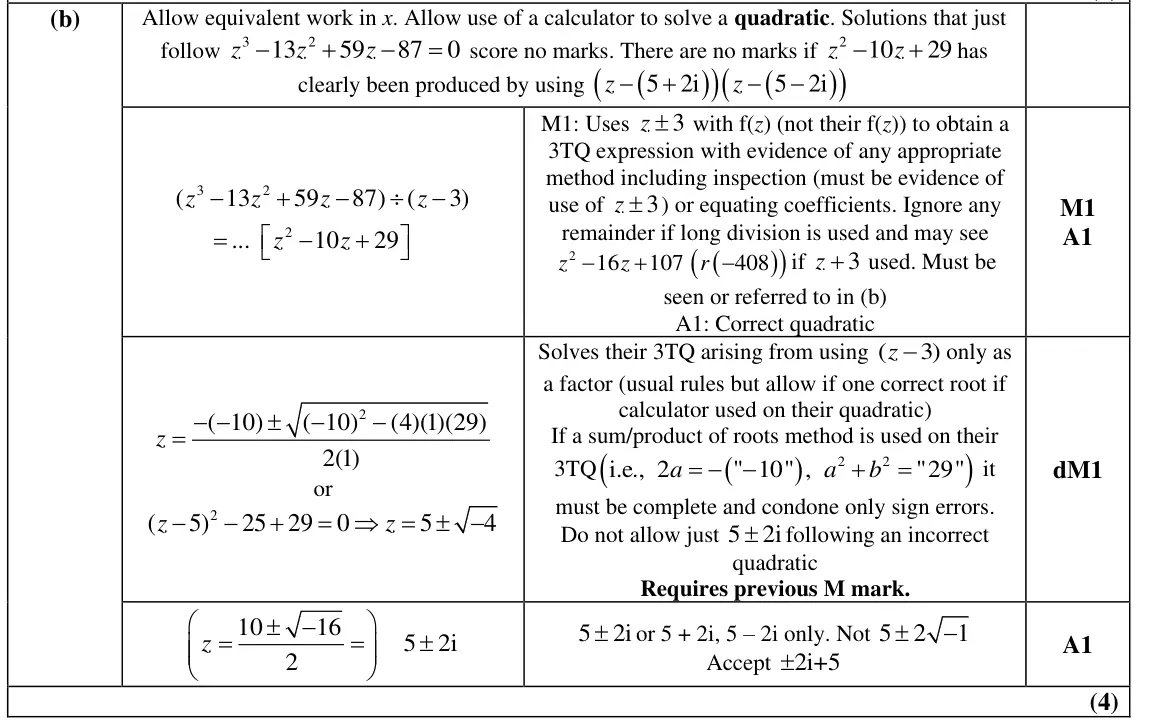 (b)
Allow equivalent work in x. Allow use of a calculator to solve a quadratic. Solutions that just
follow z³ −13z² + 59z − 87 = 0 score no marks. There are no marks if z² −10z + 29 has
clearly been produced by using (z − (5 + 2i))(z − (5 − 2i))
(z³ −13z² + 59z − 87) ÷ (z − 3)
= ... [z² −10z + 29]
M1: Uses z ± 3 with f(z) (not their f(z)) to obtain a
3TQ expression with evidence of any appropriate
method including inspection (must be evidence of
use of z ± 3) or equating coefficients. Ignore any
remainder if long division is used and may see
z² −16z +107 (r(−408)) if z + 3 used. Must be
seen or referred to in (b)
A1: Correct quadratic
M1
A1
z = (−(−10) ± √((−10)² − (4)(1)(29))) / 2(1)
or
(z − 5)² − 25 + 29 = 0 ⇒ z = 5 ± √−4
Solves their 3TQ arising from using (z − 3) only as
a factor (usual rules but allow if one correct root if
calculator used on their quadratic)
If a sum/product of roots method is used on their
3TQ (i.e., 2a = −("−10"), a² + b² = "29") it
must be complete and condone only sign errors.
Do not allow just 5 ± 2i following an incorrect
quadratic
Requires previous M mark.
dM1
(z = (10 ± √−16) / 2 =) 5 ± 2i
5 ± 2i or 5 + 2i, 5 – 2i only. Not 5 ± 2√−1
Accept ±2i+5
A1
(4)